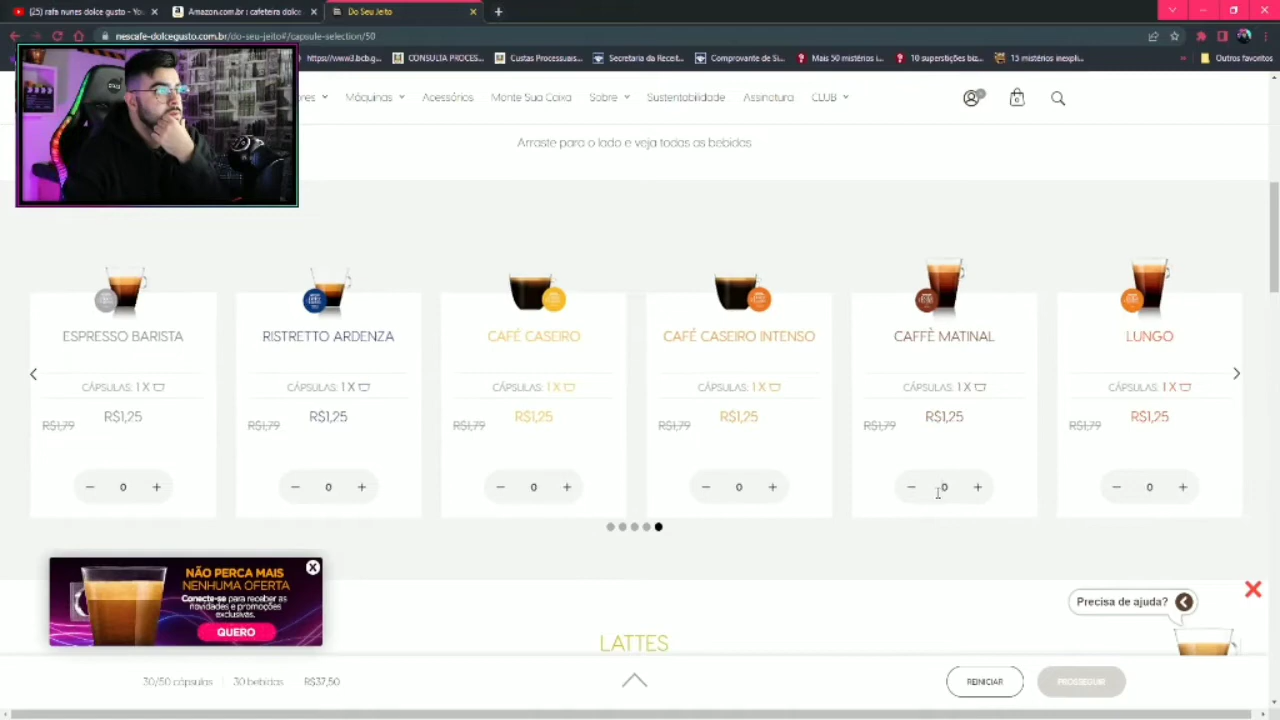 (25) rafa nunes dolce gusto - Yo
Amazon.com.br : cafeteira dolce
Do Seu Jeito
nescafe-dolcegusto.com.br/do-seu-jeito#/capsule-selection/50
https//www3.bcb.g...
CONSULTA PROCES...
Custas Processuais...
Secretaria da Receit...
Comprovante de Si...
Mais 50 mistérios i...
10 superstições biz...
13 mistérios inexpli...
Outros favoritos
Máquinas
Acessórios
Monte Sua Caixa
Sobre
Sustentabilidade
Assinatura
CLUB
0
Arraste para o lado e veja todas as bebidas
ESPRESSO BARISTA
RISTRETTO ARDENZA
CAFÉ CASEIRO
CAFÉ CASEIRO INTENSO
CAFFÈ MATINAL
LUNGO
CÁPSULAS: 1 X
CÁPSULAS: 1 X
CÁPSULAS: 1 X
CÁPSULAS: 1 X
CÁPSULAS: 1 X
CÁPSULAS: 1 X
R$1,79 R$1,25
R$1,79 R$1,25
R$1,79 R$1,25
R$1,79 R$1,25
R$1,79 R$1,25
R$1,79 R$1,25
− 0 +
− 0 +
− 0 +
− 0 +
− 0 +
− 0 +
NÃO PERCA MAIS
NENHUMA OFERTA
Conecte-se para receber as
novidades e promoções
exclusivas.
QUERO
X
Precisa de ajuda?
LATTES
30/50 cápsulas
30 bebidas
R$37,50
REINICIAR
PROSSEGUIR